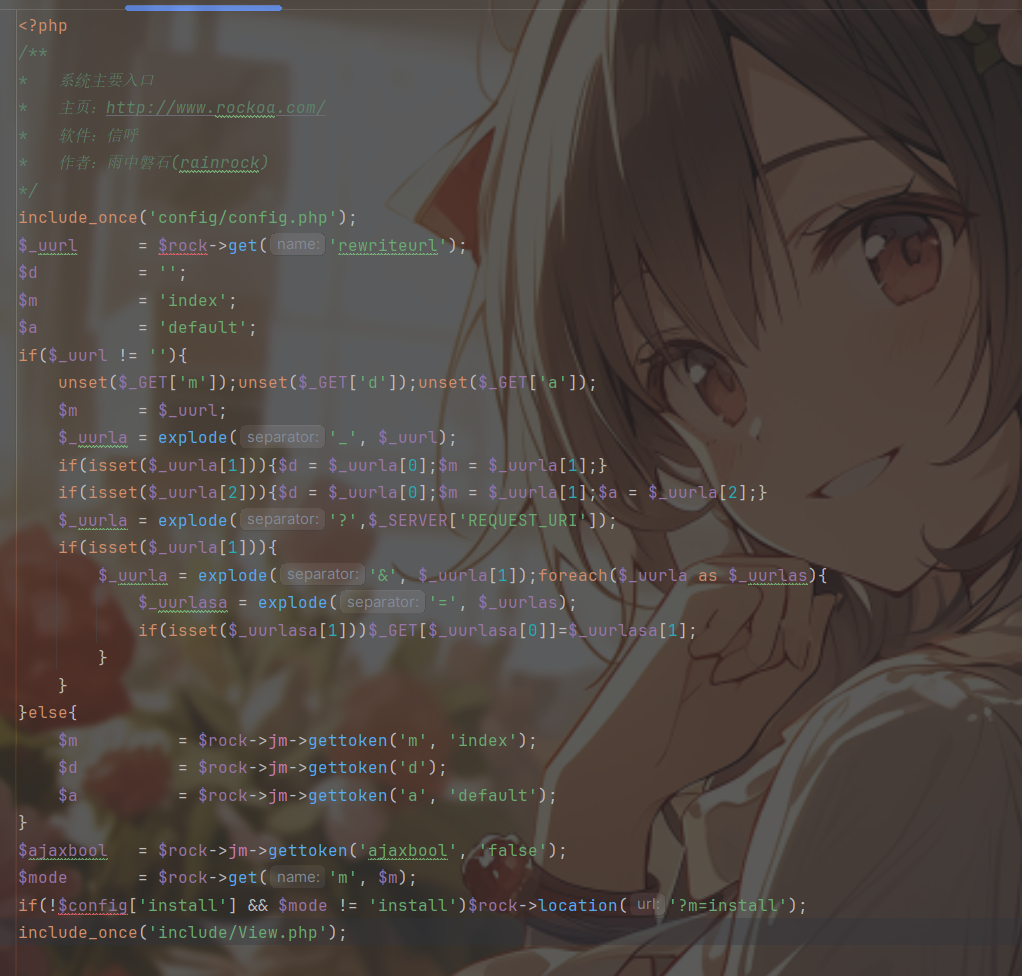 <?php
/**
*   系统主要入口
*   主页：http://www.rockoa.com/
*   软件：信呼
*   作者：雨中磐石(rainrock)
*/
include_once('config/config.php');
$_uurl      = $rock->get( name: 'rewriteurl');
$d          = '';
$m          = 'index';
$a          = 'default';
if($_uurl != ''){
    unset($_GET['m']);unset($_GET['d']);unset($_GET['a']);
    $m      = $_uurl;
    $_uurla = explode( separator: '_', $_uurl);
    if(isset($_uurla[1])){$d = $_uurla[0];$m = $_uurla[1];}
    if(isset($_uurla[2])){$d = $_uurla[0];$m = $_uurla[1];$a = $_uurla[2];}
    $_uurla = explode( separator: '?',$_SERVER['REQUEST_URI']);
    if(isset($_uurla[1])){
        $_uurla = explode( separator: '&', $_uurla[1]);foreach($_uurla as $_uurlas){
            $_uurlasa = explode( separator: '=', $_uurlas);
            if(isset($_uurlasa[1]))$_GET[$_uurlasa[0]]=$_uurlasa[1];
        }
    }
}else{
    $m          = $rock->jm->gettoken('m', 'index');
    $d          = $rock->jm->gettoken('d');
    $a          = $rock->jm->gettoken('a', 'default');
}
$ajaxbool   = $rock->jm->gettoken('ajaxbool', 'false');
$mode       = $rock->get( name: 'm', $m);
if(!$config['install'] && $mode != 'install')$rock->location( url: '?m=install');
include_once('include/View.php');